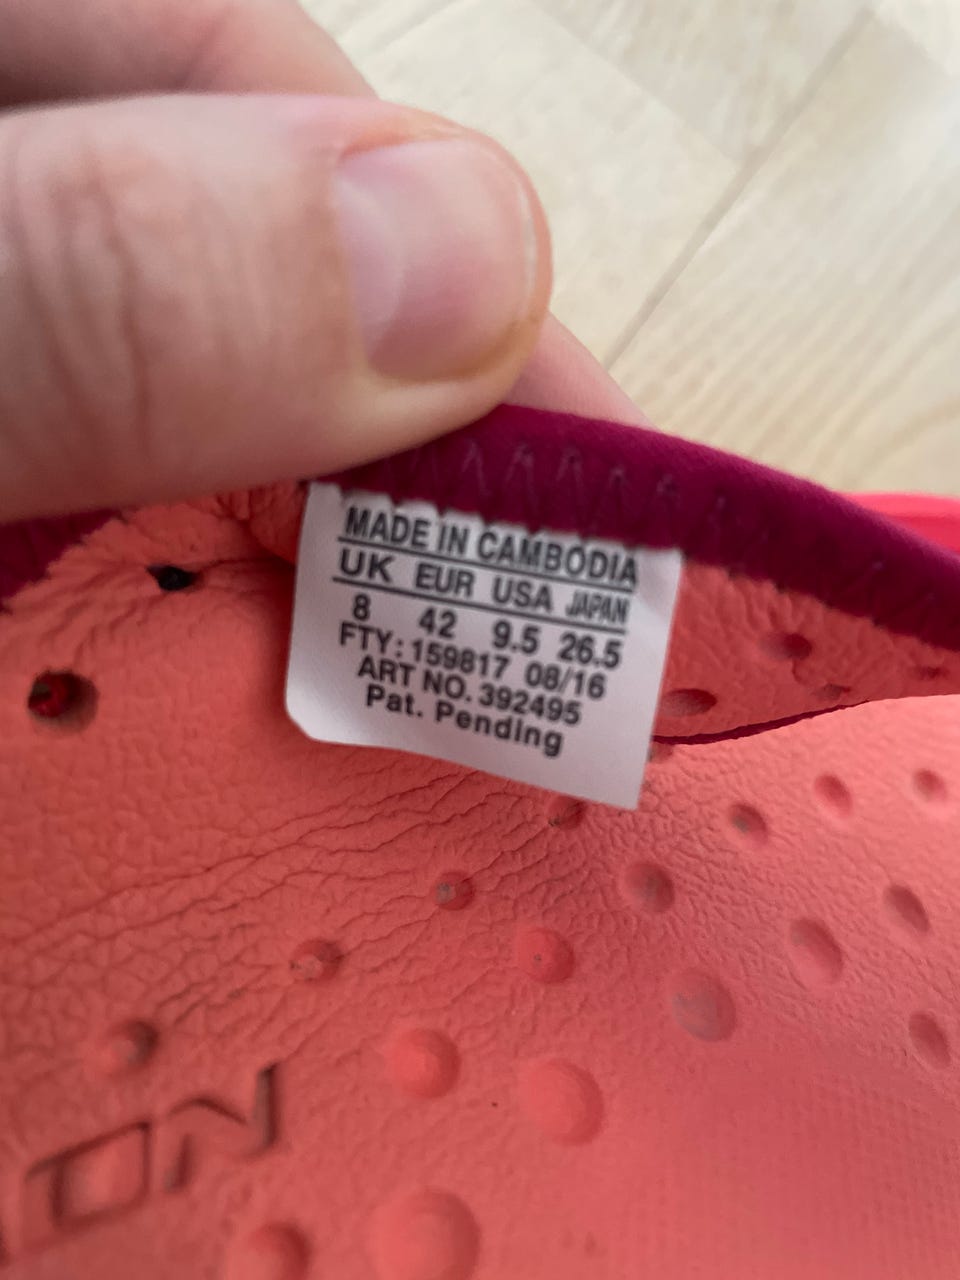 MADE IN CAMBODIA
UK EUR USA JAPAN
8 42 9.5 26.5
FTY: 159817 08/16
ART NO. 392495
Pat. Pending
ON